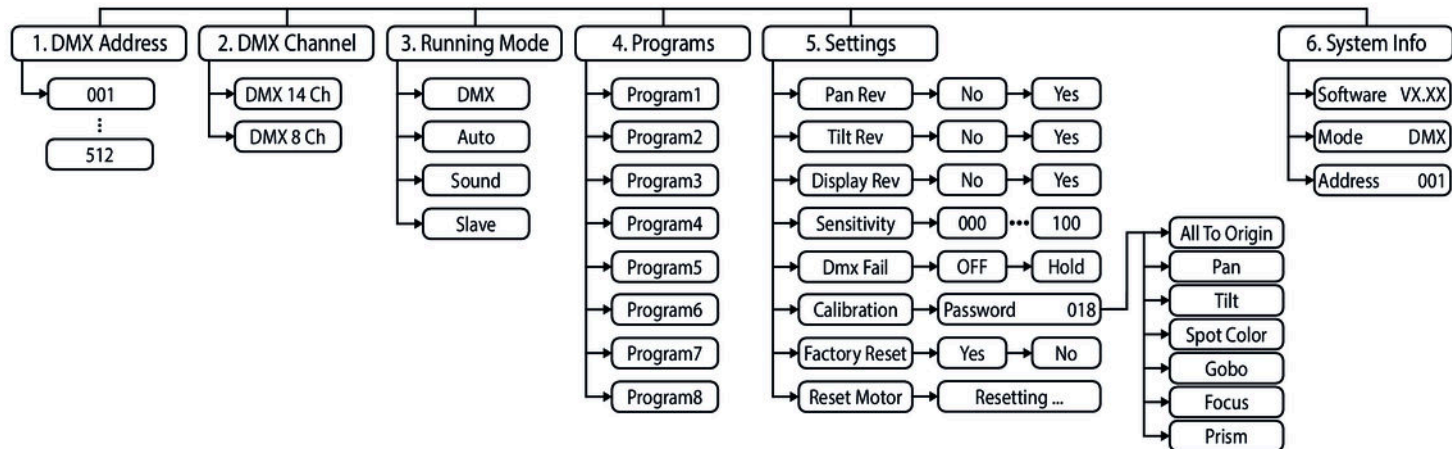 1. DMX Address
001
⋮
512
2. DMX Channel
DMX 14 Ch
DMX 8 Ch
3. Running Mode
DMX
Auto
Sound
Slave
4. Programs
Program1
Program2
Program3
Program4
Program5
Program6
Program7
Program8
5. Settings
Pan Rev No Yes
Tilt Rev No Yes
Display Rev No Yes
Sensitivity 000 ••• 100
Dmx Fail OFF Hold
Calibration Password 018
All To Origin
Pan
Tilt
Spot Color
Gobo
Focus
Prism
Factory Reset Yes No
Reset Motor Resetting ...
6. System Info
Software VX.XX
Mode DMX
Address 001